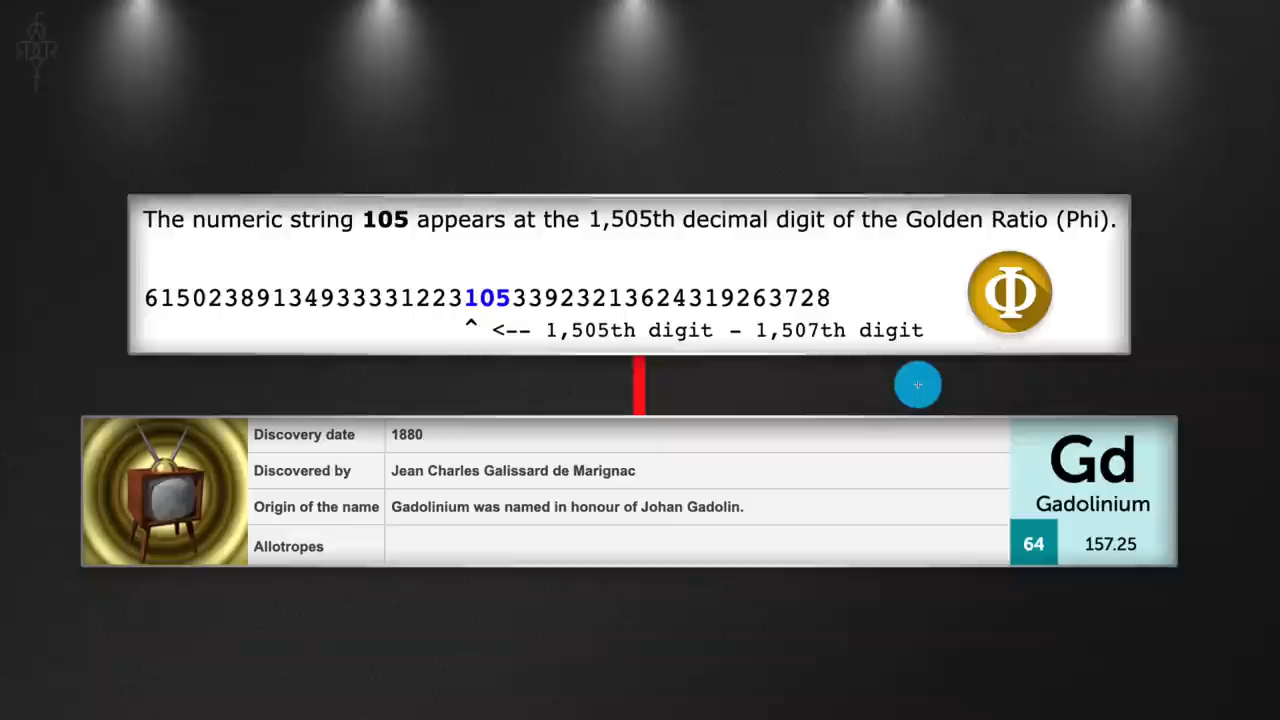 The numeric string 105 appears at the 1,505th decimal digit of the Golden Ratio (Phi).
615023891349333312231053392321362431926​3728
^ <-- 1,505th digit - 1,507th digit
Φ
Discovery date 1880
Discovered by Jean Charles Galissard de Marignac
Origin of the name Gadolinium was named in honour of Johan Gadolin.
Allotropes
Gd
Gadolinium
64 157.25